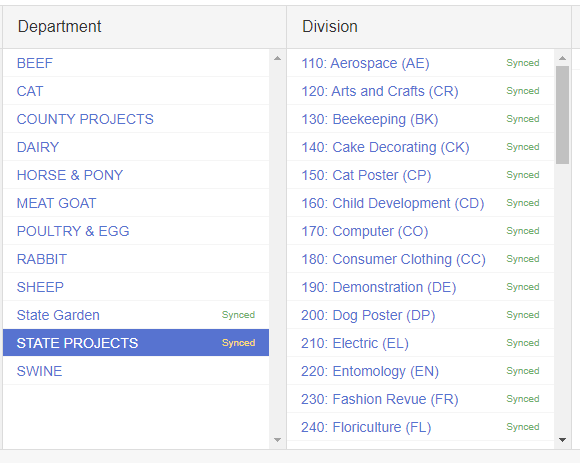 Department
BEEF
CAT
COUNTY PROJECTS
DAIRY
HORSE & PONY
MEAT GOAT
POULTRY & EGG
RABBIT
SHEEP
State Garden Synced
STATE PROJECTS Synced
SWINE
Division
110: Aerospace (AE) Synced
120: Arts and Crafts (CR) Synced
130: Beekeeping (BK) Synced
140: Cake Decorating (CK) Synced
150: Cat Poster (CP) Synced
160: Child Development (CD) Synced
170: Computer (CO) Synced
180: Consumer Clothing (CC) Synced
190: Demonstration (DE) Synced
200: Dog Poster (DP) Synced
210: Electric (EL) Synced
220: Entomology (EN) Synced
230: Fashion Revue (FR) Synced
240: Floriculture (FL) Synced